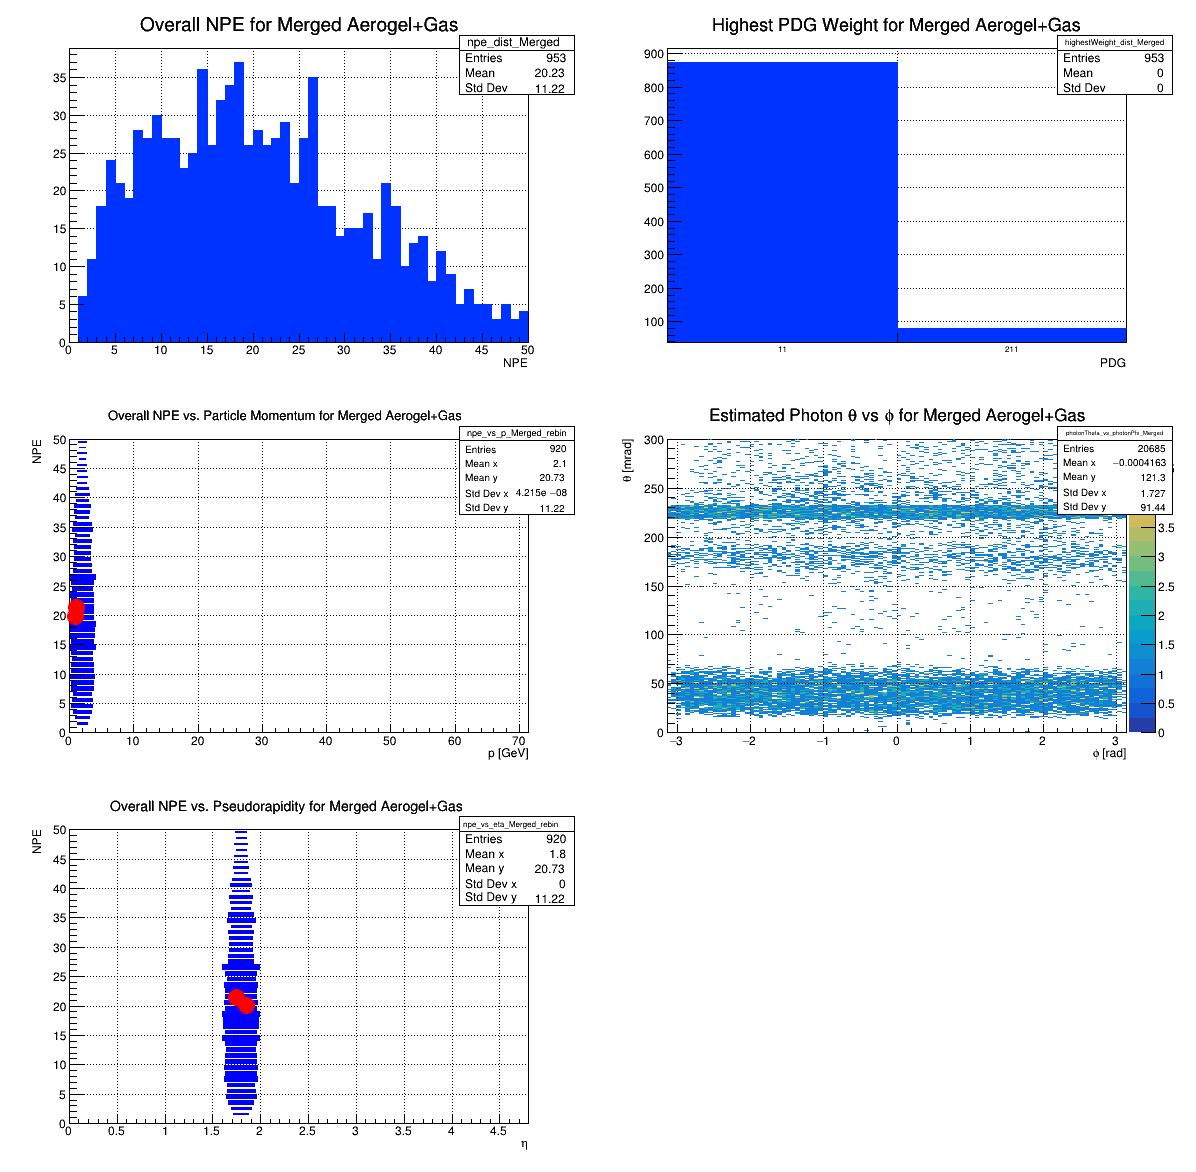 Overall NPE for Merged Aerogel+Gas
npe_dist_Merged
Entries 953
Mean 20.23
Std Dev 11.22
35
30
25
20
15
10
5
0
0 5 10 15 20 25 30 35 40 45 50
NPE
Highest PDG Weight for Merged Aerogel+Gas
highestWeight_dist_Merged
Entries 953
Mean 0
Std Dev 0
900
800
700
600
500
400
300
200
100
11 211
PDG
Overall NPE vs. Particle Momentum for Merged Aerogel+Gas
npe_vs_p_Merged_rebin
Entries 920
Mean x 2.1
Mean y 20.73
Std Dev x 4.215e −08
Std Dev y 11.22
NPE
50
45
40
35
30
25
20
15
10
5
0
0 10 20 30 40 50 60 70
p [GeV]
Estimated Photon θ vs ϕ for Merged Aerogel+Gas
photonTheta_vs_photonPhi_Merged
Entries 20685
Mean x −0.0004163
Mean y 121.3
Std Dev x 1.727
Std Dev y 91.44
θ [mrad]
300
250
200
150
100
50
0
−3 −2 −1 0 1 2 3
ϕ [rad]
3.5
3
2.5
2
1.5
1
0.5
0
Overall NPE vs. Pseudorapidity for Merged Aerogel+Gas
npe_vs_eta_Merged_rebin
Entries 920
Mean x 1.8
Mean y 20.73
Std Dev x 0
Std Dev y 11.22
NPE
50
45
40
35
30
25
20
15
10
5
0
0 0.5 1 1.5 2 2.5 3 3.5 4 4.5
η